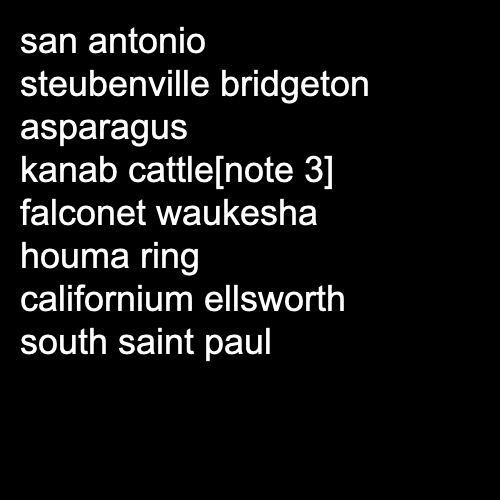 san antonio
steubenville bridgeton
asparagus
kanab cattle[note 3]
falconet waukesha
houma ring
californium ellsworth
south saint paul